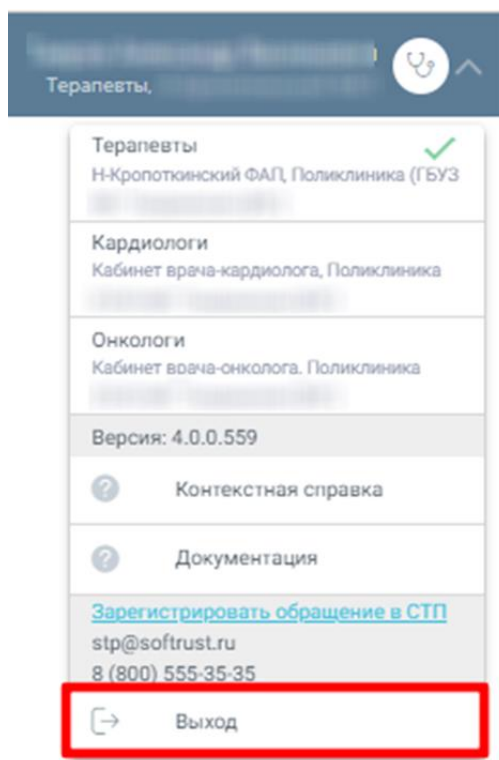 Терапевты,
Терапевты
Н-Кропоткинский ФАП, Поликлиника (ГБУЗ
Кардиологи
Кабинет врача-кардиолога, Поликлиника
Онкологи
Кабинет врача-онколога. Поликлиника
Версия: 4.0.0.559
Контекстная справка
Документация
Зарегистрировать обращение в СТП
stp@softrust.ru
8 (800) 555-35-35
Выход